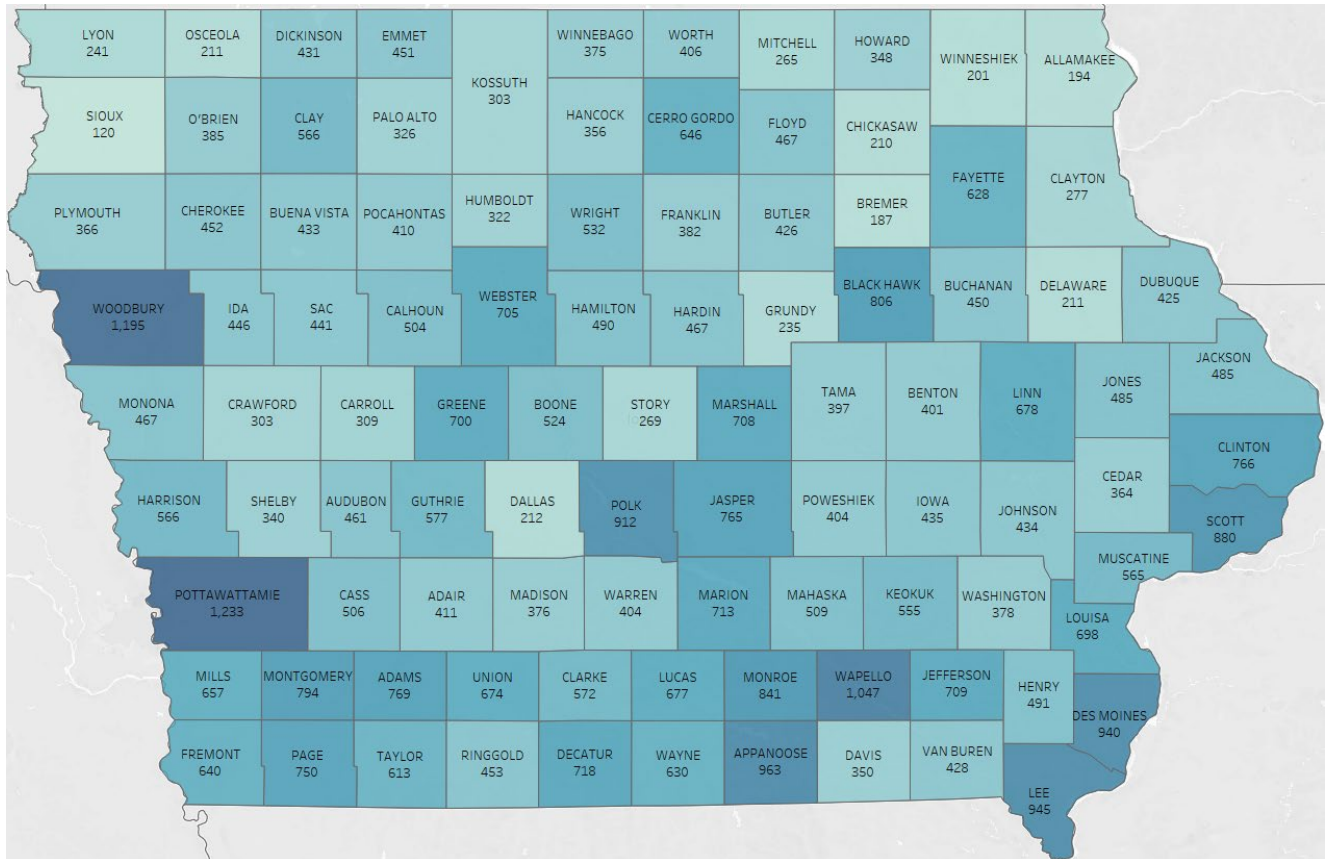 LYON
241
OSCEOLA
211
DICKINSON
431
EMMET
451
KOSSUTH
303
WINNEBAGO
375
WORTH
406
MITCHELL
265
HOWARD
348
WINNESHIEK
201
ALLAMAKEE
194
SIOUX
120
O'BRIEN
385
CLAY
566
PALO ALTO
326
HANCOCK
356
CERRO GORDO
646
FLOYD
467
CHICKASAW
210
FAYETTE
628
CLAYTON
277
PLYMOUTH
366
CHEROKEE
452
BUENA VISTA
433
POCAHONTAS
410
HUMBOLDT
322
WRIGHT
532
FRANKLIN
382
BUTLER
426
BREMER
187
WOODBURY
1,195
IDA
446
SAC
441
CALHOUN
504
WEBSTER
705
HAMILTON
490
HARDIN
467
GRUNDY
235
BLACK HAWK
806
BUCHANAN
450
DELAWARE
211
DUBUQUE
425
MONONA
467
CRAWFORD
303
CARROLL
309
GREENE
700
BOONE
524
STORY
269
MARSHALL
708
TAMA
397
BENTON
401
LINN
678
JONES
485
JACKSON
485
CLINTON
766
HARRISON
566
SHELBY
340
AUDUBON
461
GUTHRIE
577
DALLAS
212
POLK
912
JASPER
765
POWESHIEK
404
IOWA
435
JOHNSON
434
CEDAR
364
SCOTT
880
MUSCATINE
565
POTTAWATTAMIE
1,233
CASS
506
ADAIR
411
MADISON
376
WARREN
404
MARION
713
MAHASKA
509
KEOKUK
555
WASHINGTON
378
LOUISA
698
MILLS
657
MONTGOMERY
794
ADAMS
769
UNION
674
CLARKE
572
LUCAS
677
MONROE
841
WAPELLO
1,047
JEFFERSON
709
HENRY
491
DES MOINES
940
FREMONT
640
PAGE
750
TAYLOR
613
RINGGOLD
453
DECATUR
718
WAYNE
630
APPANOOSE
963
DAVIS
350
VAN BUREN
428
LEE
945